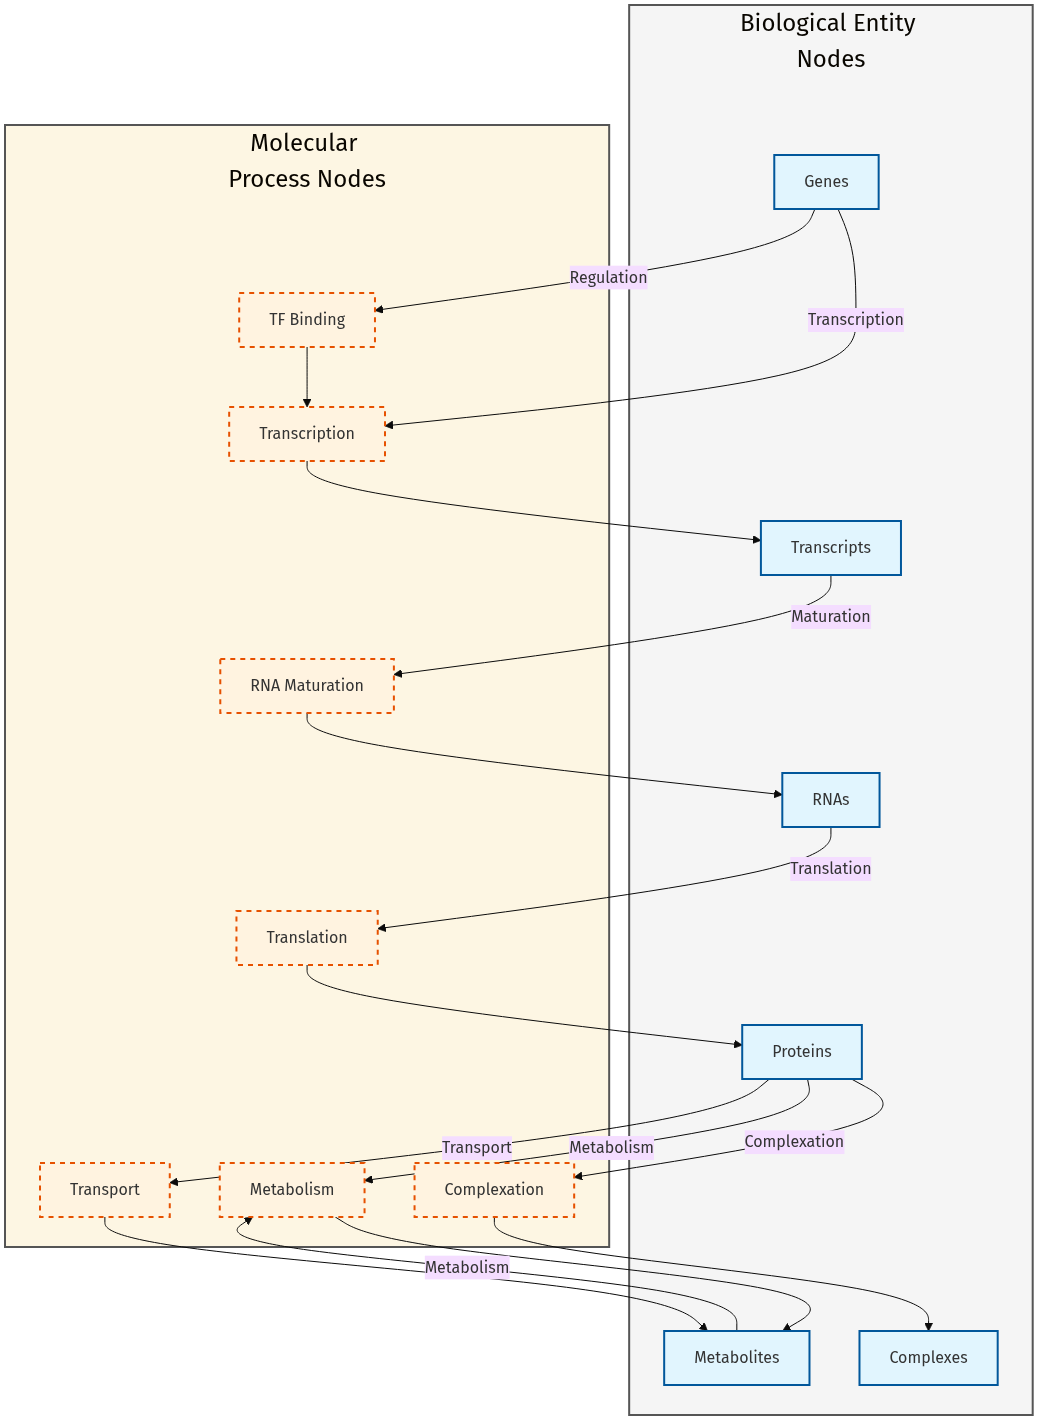 Biological Entity
Nodes
Molecular
Process Nodes
Genes
Regulation
TF Binding
Transcription
Transcription
Transcripts
Maturation
RNA Maturation
RNAs
Translation
Translation
Proteins
Transport
Metabolism
Complexation
Transport
Metabolism
Complexation
Metabolism
Metabolites
Complexes